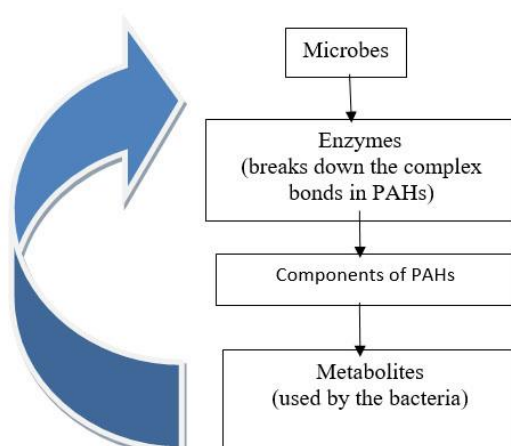 Microbes
Enzymes
(breaks down the complex
bonds in PAHs)
Components of PAHs
Metabolites
(used by the bacteria)